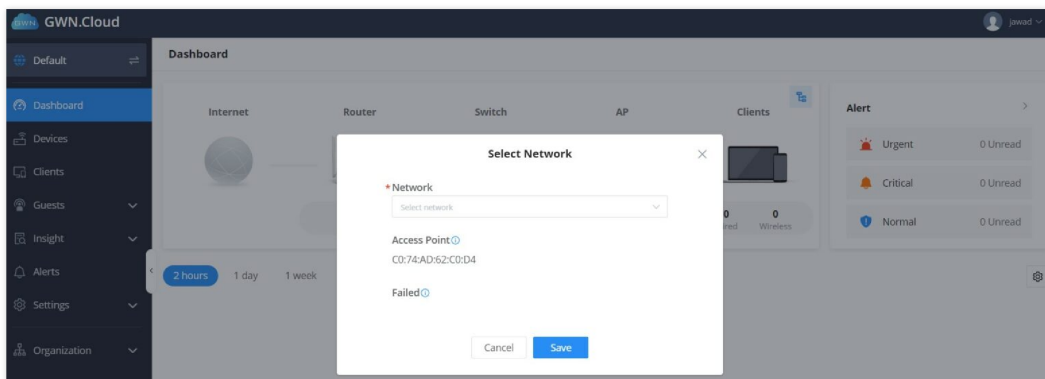 GWN GWN.Cloud
jawad
Default
Dashboard
Devices
Clients
Guests
Insight
Alerts
Settings
Organization
Dashboard
Internet Router Switch AP Clients
0 0
Wireless
2 hours 1 day 1 week
Alert
Urgent 0 Unread
Critical 0 Unread
Normal 0 Unread
Select Network
* Network
Select network
Access Point
C0:74:AD:62:C0:D4
Failed
Cancel Save